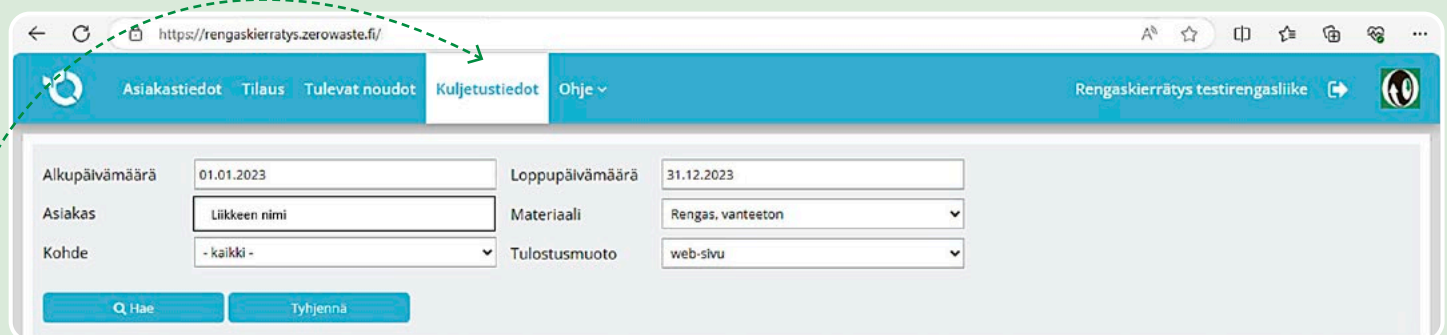 https://rengaskierratys.zerowaste.fi/
Asiakastiedot Tilaus Tulevat noudot Kuljetustiedot Ohje Rengaskierrätys testirengasliike
Alkupäivämäärä 01.01.2023 Loppupäivämäärä 31.12.2023
Asiakas Liikkeen nimi Materiaali Rengas, vanteeton
Kohde - kaikki - Tulostusmuoto web-sivu
Hae Tyhjennä